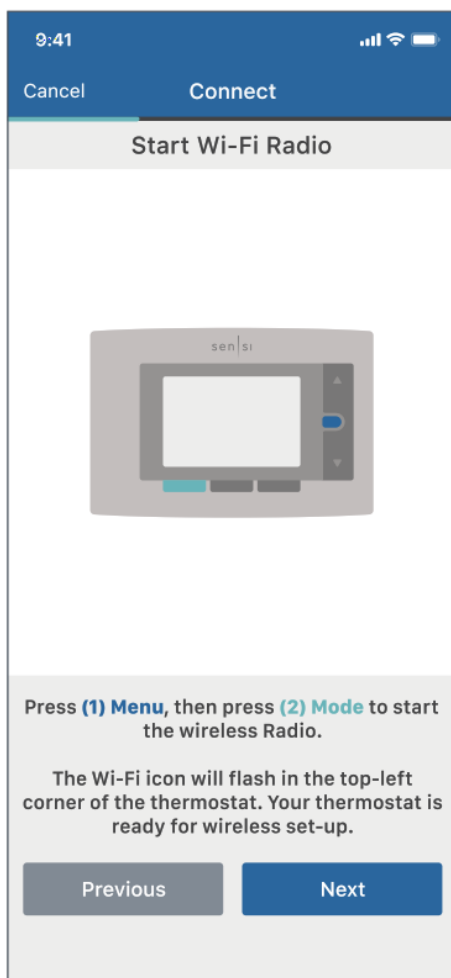 9:41
Cancel Connect
Start Wi-Fi Radio
sen|si
Press (1) Menu, then press (2) Mode to start
the wireless Radio.
The Wi-Fi icon will flash in the top-left
corner of the thermostat. Your thermostat is
ready for wireless set-up.
Previous Next